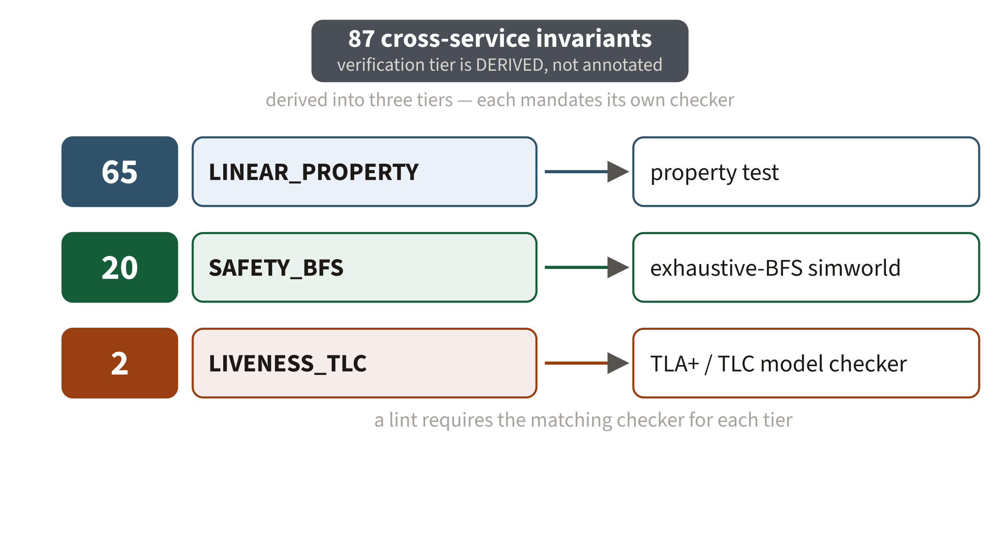 87 cross-service invariants
verification tier is DERIVED, not annotated
derived into three tiers — each mandates its own checker
65
LINEAR_PROPERTY
property test
20
SAFETY_BFS
exhaustive-BFS simworld
2
LIVENESS_TLC
TLA+ / TLC model checker
a lint requires the matching checker for each tier